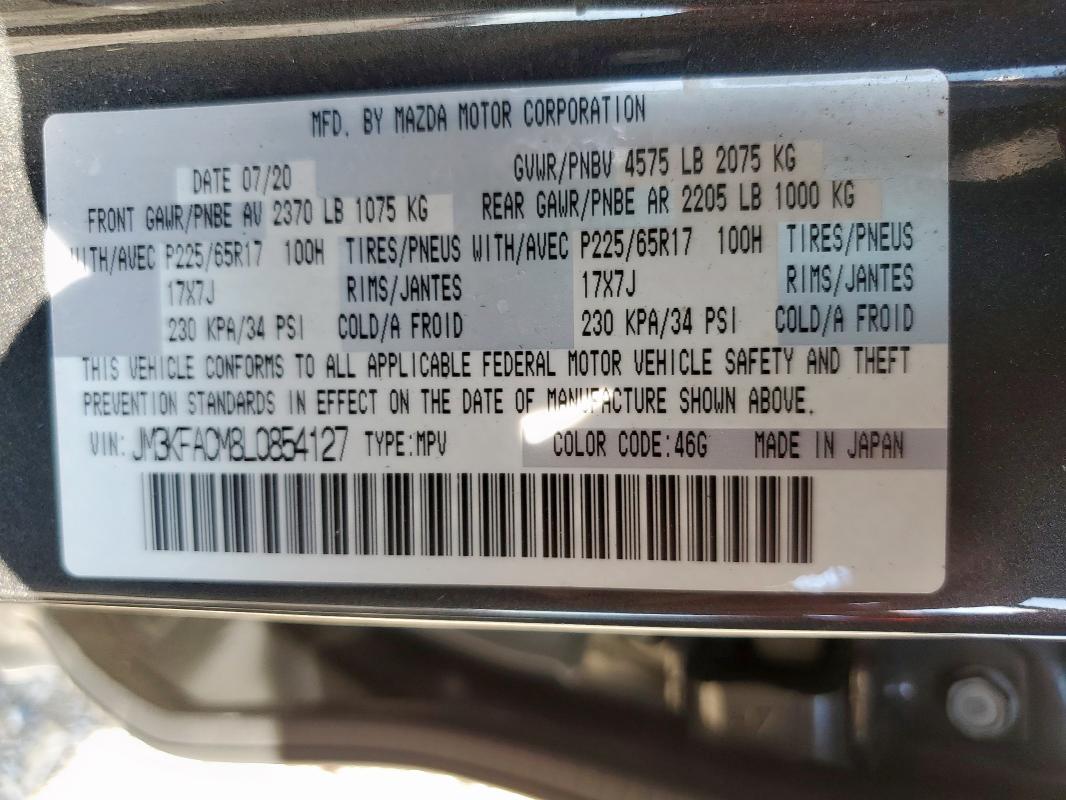 MFD. BY MAZDA MOTOR CORPORATION
DATE 07/20 GVWR/PNBV 4575 LB 2075 KG
FRONT GAWR/PNBE AV 2370 LB 1075 KG REAR GAWR/PNBE AR 2205 LB 1000 KG
WITH/AVEC P225/65R17 100H TIRES/PNEUS WITH/AVEC P225/65R17 100H TIRES/PNEUS
17X7J RIMS/JANTES 17X7J RIMS/JANTES
230 KPA/34 PSI COLD/A FROID 230 KPA/34 PSI COLD/A FROID
THIS VEHICLE CONFORMS TO ALL APPLICABLE FEDERAL MOTOR VEHICLE SAFETY AND THEFT
PREVENTION STANDARDS IN EFFECT ON THE DATE OF MANUFACTURE SHOWN ABOVE.
VIN: JM3KFACM8L0854127 TYPE:MPV COLOR CODE:46G MADE IN JAPAN